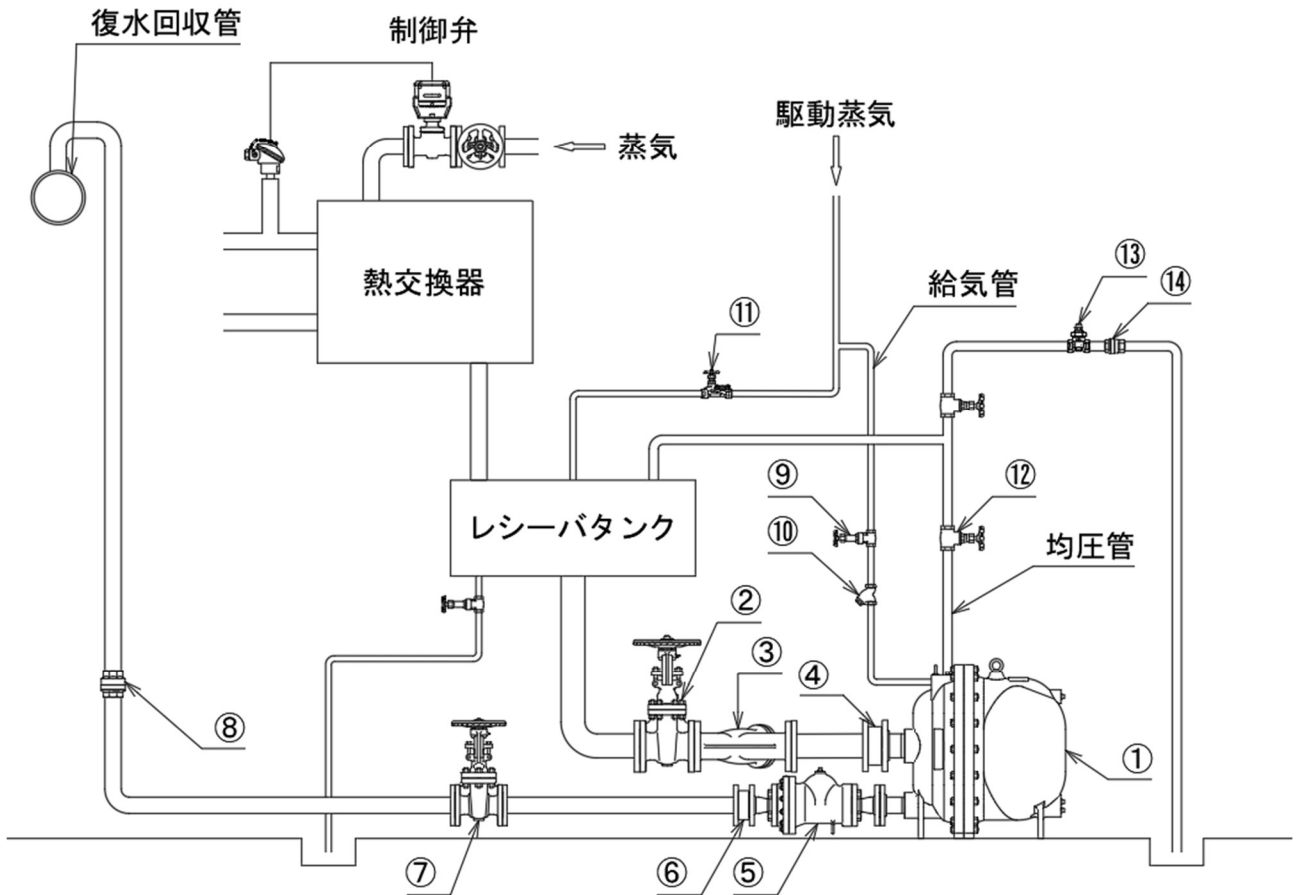 復水回収管
制御弁
蒸気
駆動蒸気
熱交換器
給気管
⑬
⑭
⑪
レシーバタンク
⑨
⑫
⑩
均圧管
②
③
④
⑧
①
⑦
⑥
⑤